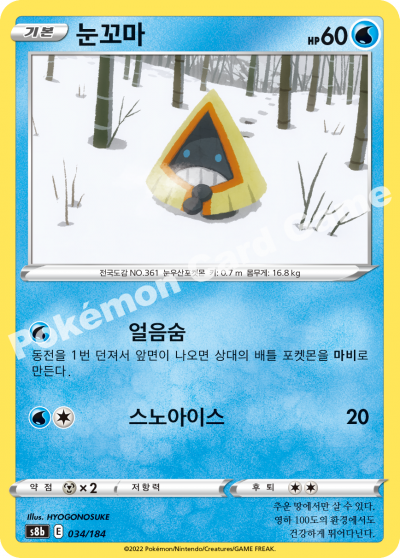 기본 눈꼬마 HP 60
전국도감 NO.361 눈우산포켓몬 키: 0.7 m 몸무게: 16.8 kg
Pokémon Card Game
얼음숨
동전을 1번 던져서 앞면이 나오면 상대의 배틀 포켓몬을 마비로
만든다.
스노아이스 20
약점 ×2 저항력 후퇴
Illus. HYOGONOSUKE
s8b E 034/184
추운 땅에서만 살 수 있다.
영하 100도의 환경에서도
건강하게 뛰어다닌다.
©2022 Pokémon/Nintendo/Creatures/GAME FREAK.